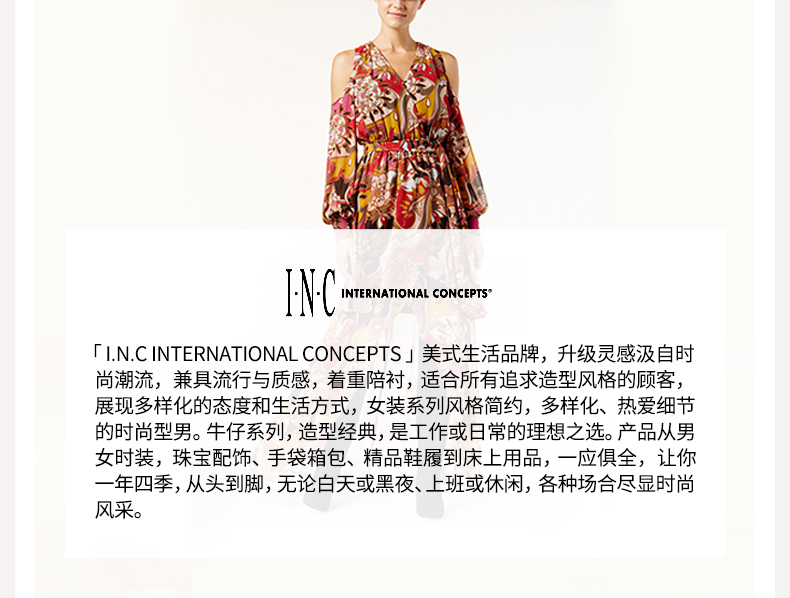 I·N·C INTERNATIONAL CONCEPTS®
「 I.N.C INTERNATIONAL CONCEPTS 」美式生活品牌，升级灵感汲自时
尚潮流，兼具流行与质感，着重陪衬，适合所有追求造型风格的顾客，
展现多样化的态度和生活方式，女装系列风格简约，多样化、热爱细节
的时尚型男。牛仔系列，造型经典，是工作或日常的理想之选。产品从男
女时装，珠宝配饰、手袋箱包、精品鞋履到床上用品，一应俱全，让你
一年四季，从头到脚，无论白天或黑夜、上班或休闲，各种场合尽显时尚
风采。